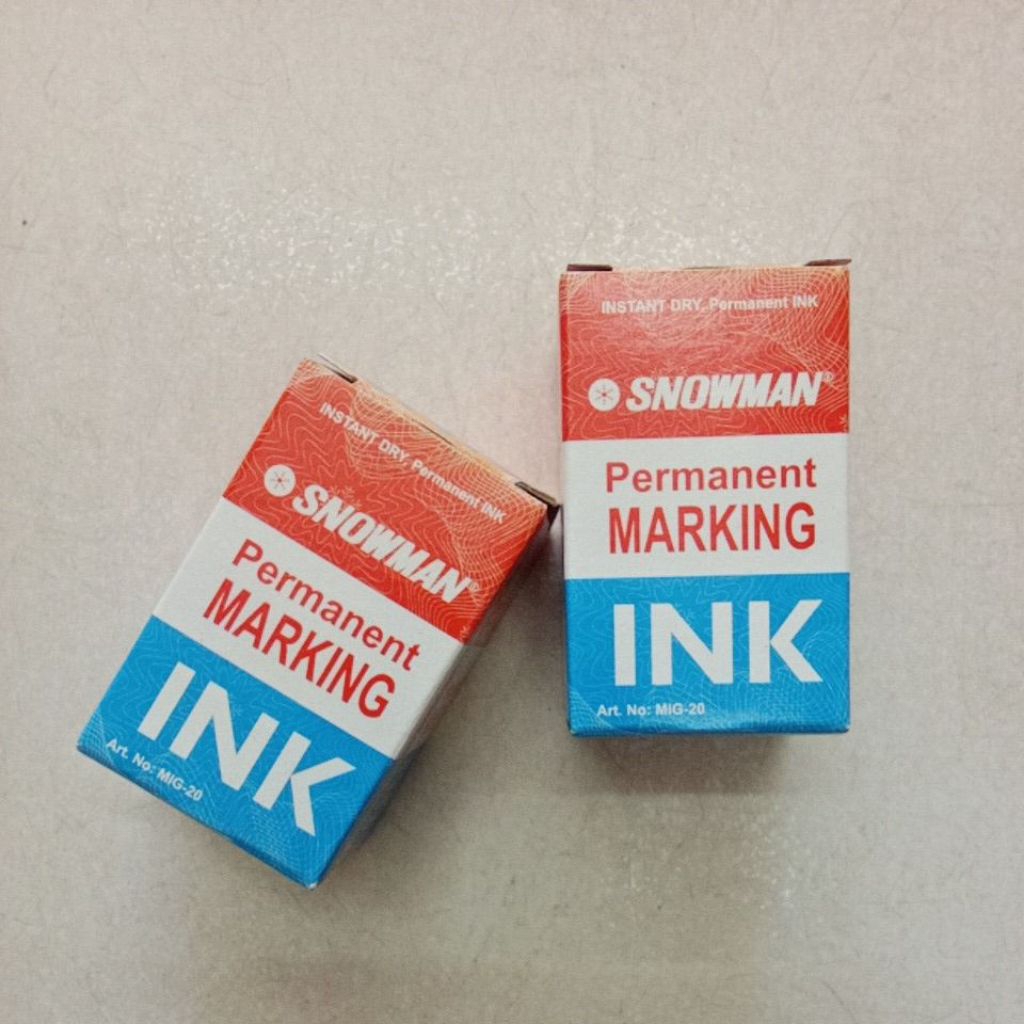 INSTANT DRY, Permanent INK
SNOWMAN®
Permanent
MARKING
INK
Art. No: MIG-20
INSTANT DRY, Permanent INK
SNOWMAN®
Permanent
MARKING
INK
Art. No: MIG-20